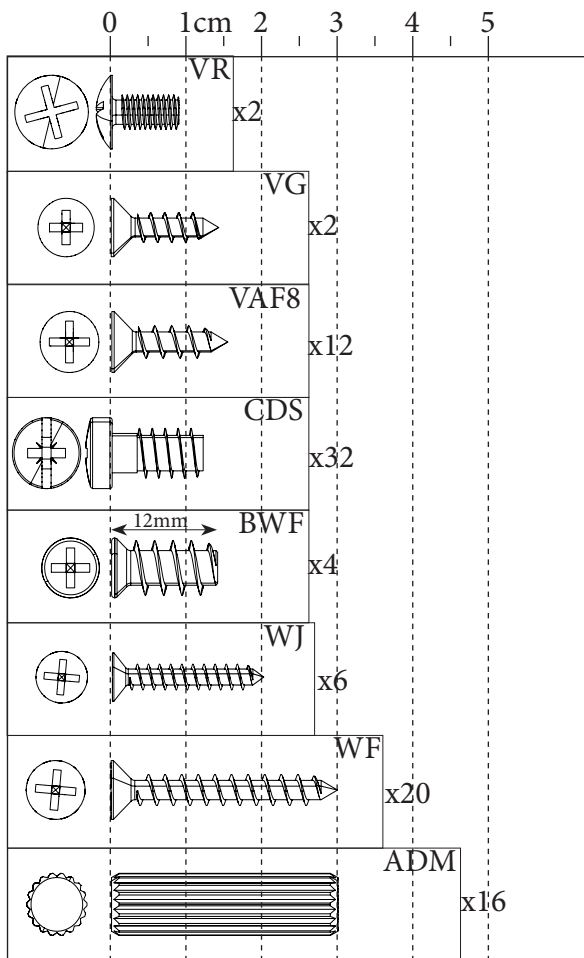 0 1cm 2 3 4 5
VR
x2
VG
x2
VAF8
x12
CDS
x32
12mm BWF
x4
WJ
x6
WF
x20
ADM
x16